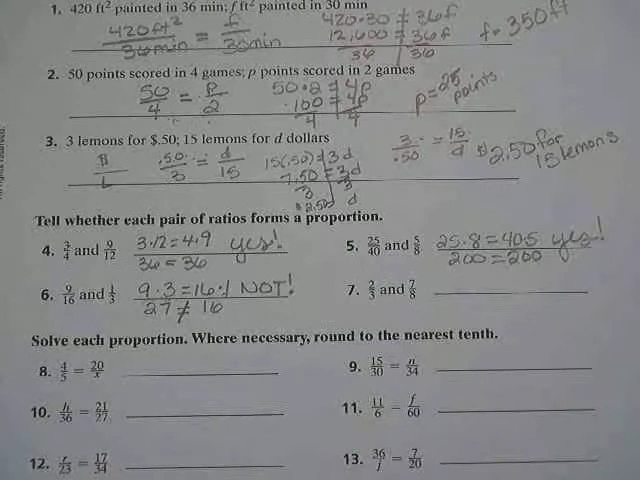 1. 420 ft² painted in 36 min; f ft² painted in 30 min
420 ft² / 36 min = f / 30 min
420·30 = 36f
12,600 = 36f
36 36
f = 350 ft
2. 50 points scored in 4 games; p points scored in 2 games
50/4 = p/2
50·2 = 4p
100 = 4p
4 4
p = 25 points
3. 3 lemons for $.50; 15 lemons for d dollars
$/L
.50/3 = d/15
15(.50) = 3d
7.50 = 3d
3 3
$2.50 d
3/.50 = 15/d
$2.50 for 15 lemons
Tell whether each pair of ratios forms a proportion.
4. 3/4 and 9/12 3·12 = 4·9 yes!
36 = 36
5. 25/40 and 5/8 25·8 = 40·5 yes!
200 = 200
6. 9/16 and 1/3 9·3 = 16·1 NOT!
27 ≠ 16
7. 2/3 and 7/8
Solve each proportion. Where necessary, round to the nearest tenth.
8. 4/5 = 20/x
9. 15/30 = n/34
10. h/36 = 21/27
11. 11/6 = f/60
12. r/23 = 17/34
13. 36/j = 7/20